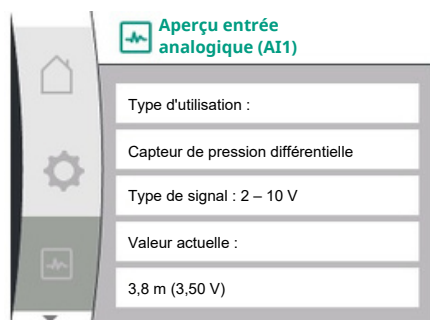 Aperçu entrée
analogique (AI1)
Type d'utilisation :
Capteur de pression différentielle
Type de signal : 2 – 10 V
Valeur actuelle :
3,8 m (3,50 V)